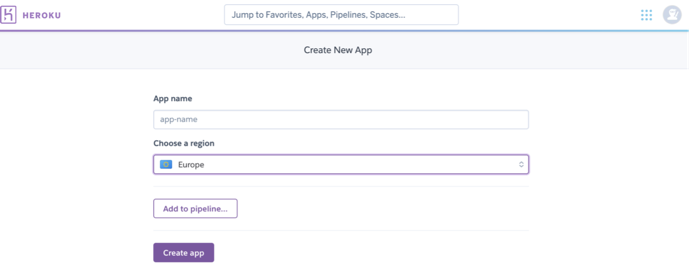 HEROKU
Jump to Favorites, Apps, Pipelines, Spaces...
Create New App
App name
app-name
Choose a region
Europe
Add to pipeline...
Create app